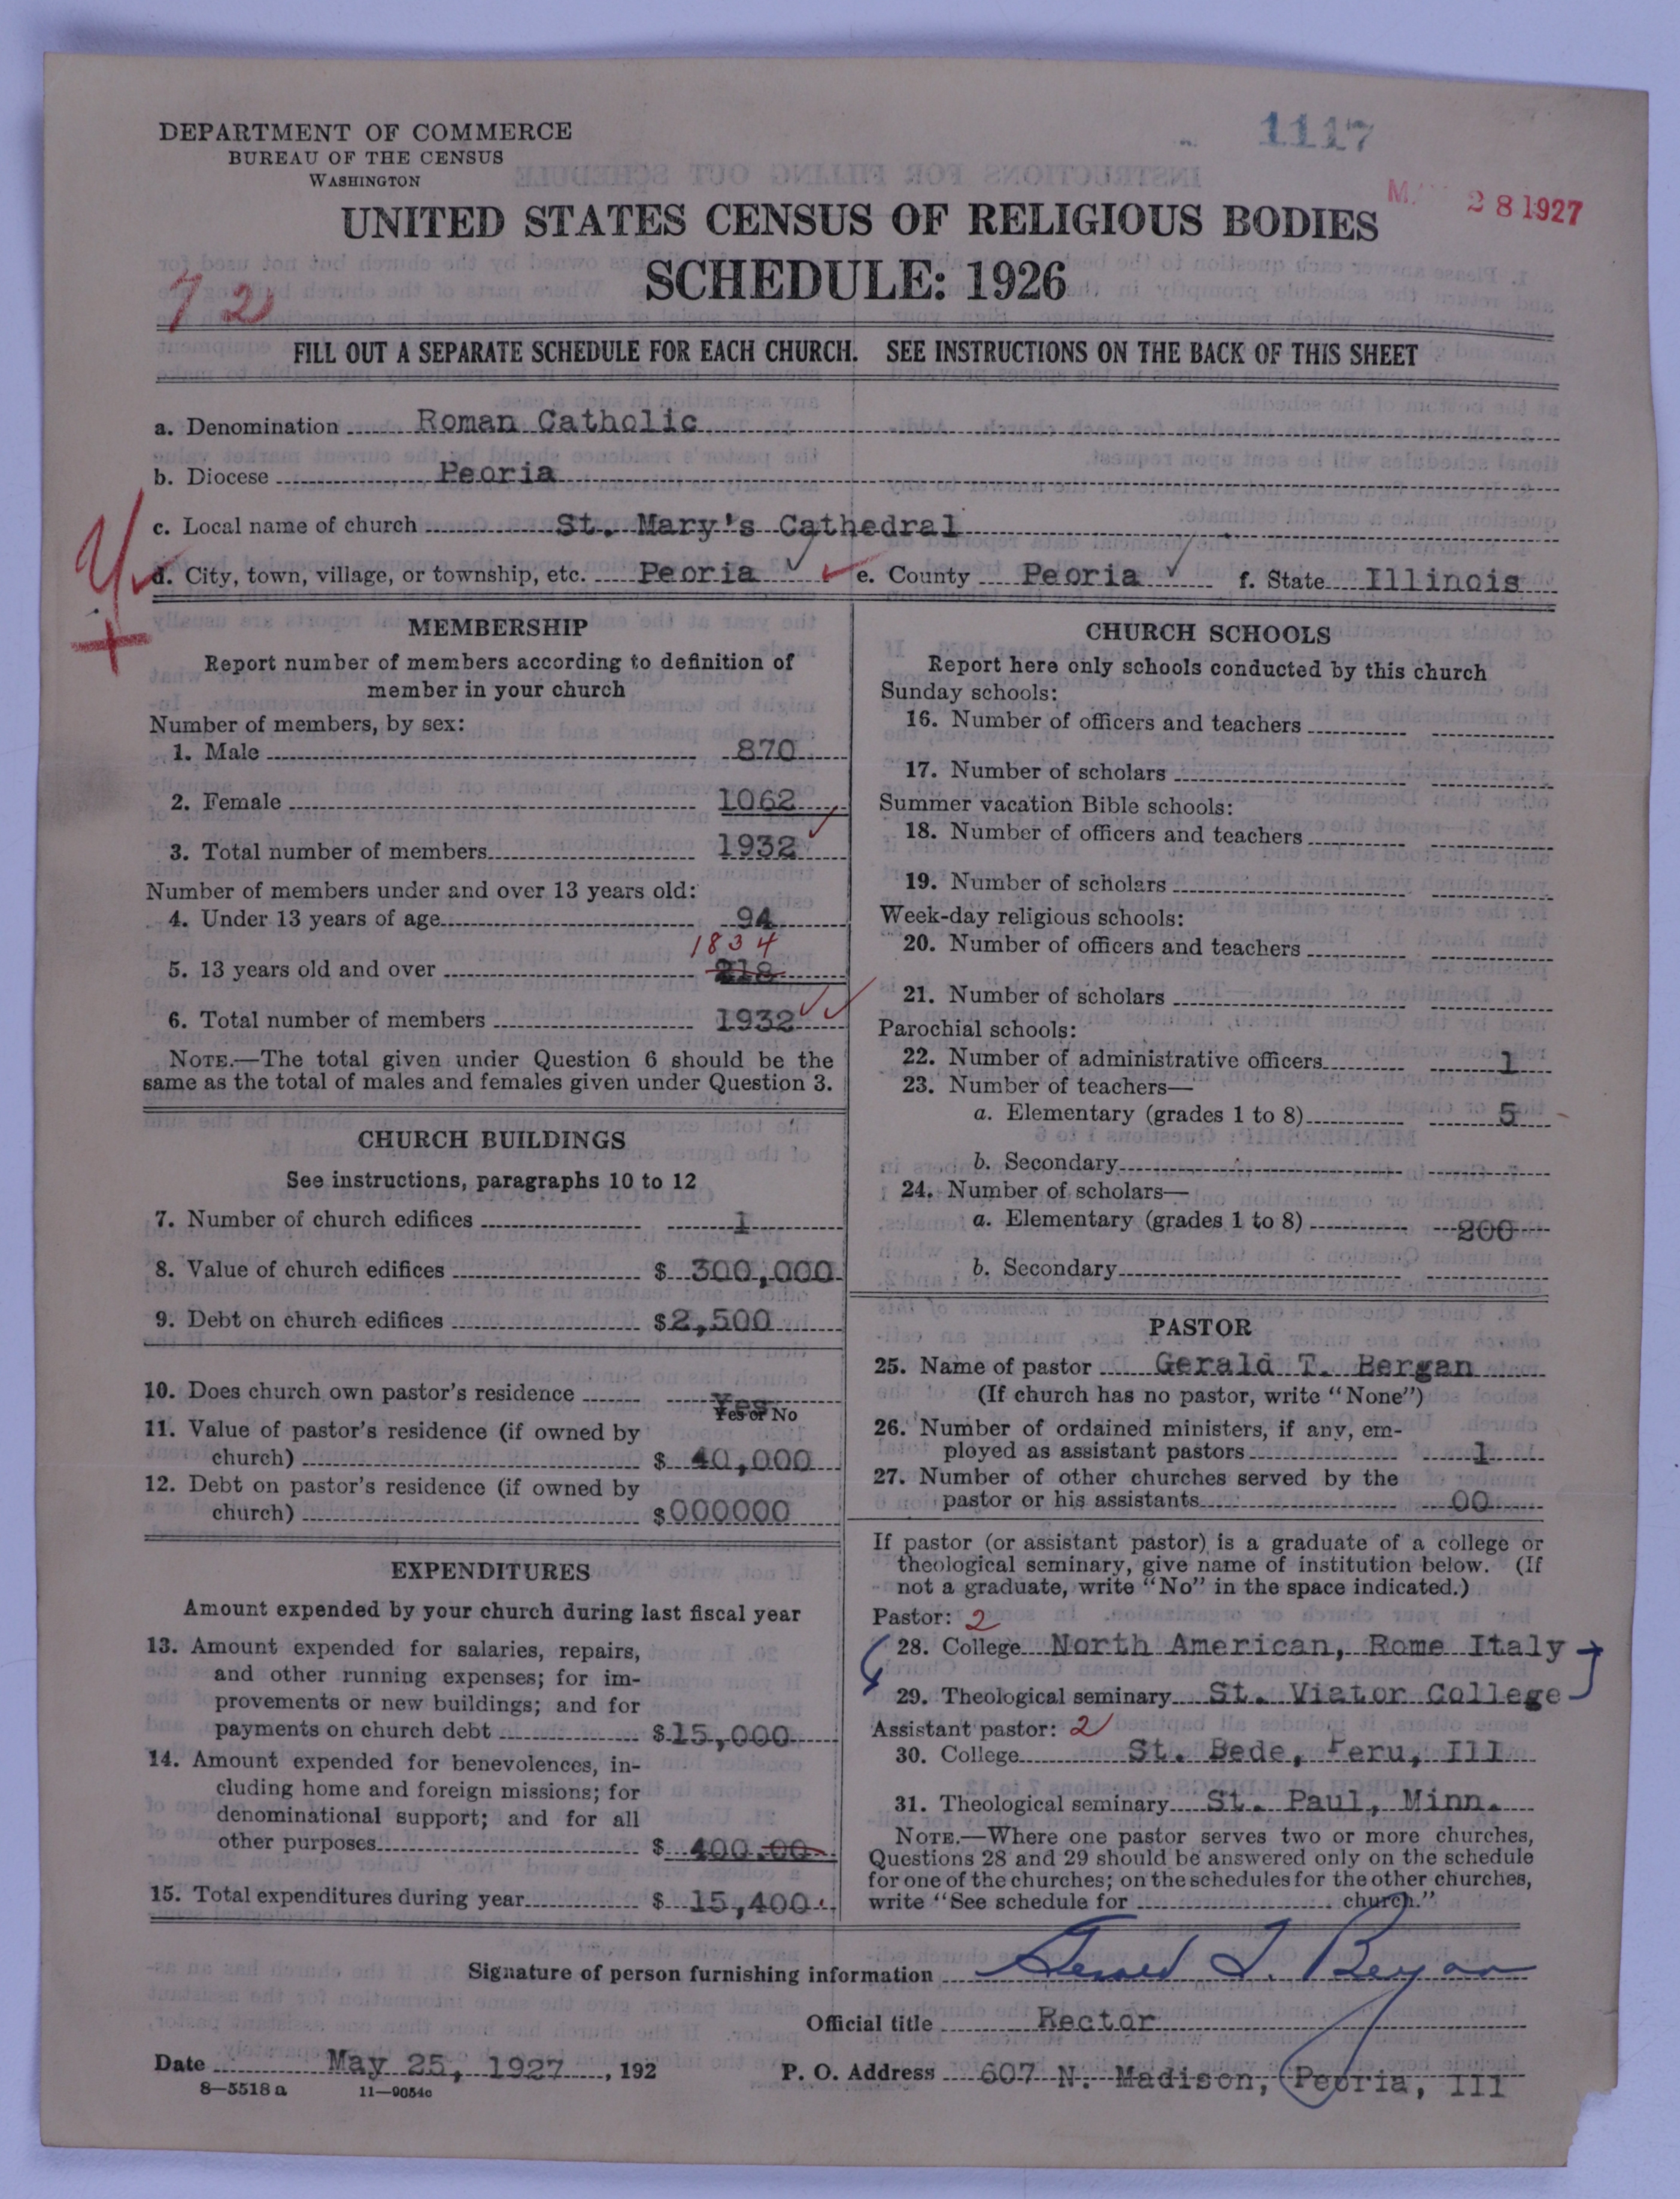 DEPARTMENT OF COMMERCE
BUREAU OF THE CENSUS
WASHINGTON
1117
28 1927
UNITED STATES CENSUS OF RELIGIOUS BODIES
SCHEDULE: 1926
72
FILL OUT A SEPARATE SCHEDULE FOR EACH CHURCH. SEE INSTRUCTIONS ON THE BACK OF THIS SHEET
a. Denomination Roman Catholic
b. Diocese Peoria
c. Local name of church St. Mary's Cathedral
d. City, town, village, or township, etc. Peoria e. County Peoria f. State Illinois
MEMBERSHIP
Report number of members according to definition of
member in your church
Number of members, by sex:
1. Male 870
2. Female 1062
3. Total number of members 1932
Number of members under and over 13 years old:
4. Under 13 years of age 94
1834
5. 13 years old and over 218
6. Total number of members 1932
NOTE.—The total given under Question 6 should be the
same as the total of males and females given under Question 3.
CHURCH BUILDINGS
See instructions, paragraphs 10 to 12
7. Number of church edifices 1
8. Value of church edifices $ 300,000
9. Debt on church edifices $2,500
10. Does church own pastor's residence Yes
Yes or No
11. Value of pastor's residence (if owned by
church) $ 40,000
12. Debt on pastor's residence (if owned by
church) $000000
EXPENDITURES
Amount expended by your church during last fiscal year
13. Amount expended for salaries, repairs,
and other running expenses; for im-
provements or new buildings; and for
payments on church debt $15,000
14. Amount expended for benevolences, in-
cluding home and foreign missions; for
denominational support; and for all
other purposes $ 400.00
15. Total expenditures during year $ 15,400.
CHURCH SCHOOLS
Report here only schools conducted by this church
Sunday schools:
16. Number of officers and teachers
17. Number of scholars
Summer vacation Bible schools:
18. Number of officers and teachers
19. Number of scholars
Week-day religious schools:
20. Number of officers and teachers
21. Number of scholars
Parochial schools:
22. Number of administrative officers 1
23. Number of teachers—
a. Elementary (grades 1 to 8) 5
b. Secondary
24. Number of scholars—
a. Elementary (grades 1 to 8) 200
b. Secondary
PASTOR
25. Name of pastor Gerald T. Bergan
(If church has no pastor, write "None")
26. Number of ordained ministers, if any, em-
ployed as assistant pastors 1
27. Number of other churches served by the
pastor or his assistants 00
If pastor (or assistant pastor) is a graduate of a college or
theological seminary, give name of institution below. (If
not a graduate, write "No" in the space indicated.)
Pastor: 2
28. College North American, Rome Italy
29. Theological seminary St. Viator College
Assistant pastor: 2
30. College St. Bede, Peru, Ill
31. Theological seminary St. Paul, Minn.
NOTE.—Where one pastor serves two or more churches,
Questions 28 and 29 should be answered only on the schedule
for one of the churches; on the schedules for the other churches,
write "See schedule for church."
Signature of person furnishing information Gerald T. Bergan
Official title Rector
Date May 25, 1927, 192 P. O. Address 607 N. Madison, Peoria, Ill
8—5518 a 11—9054c